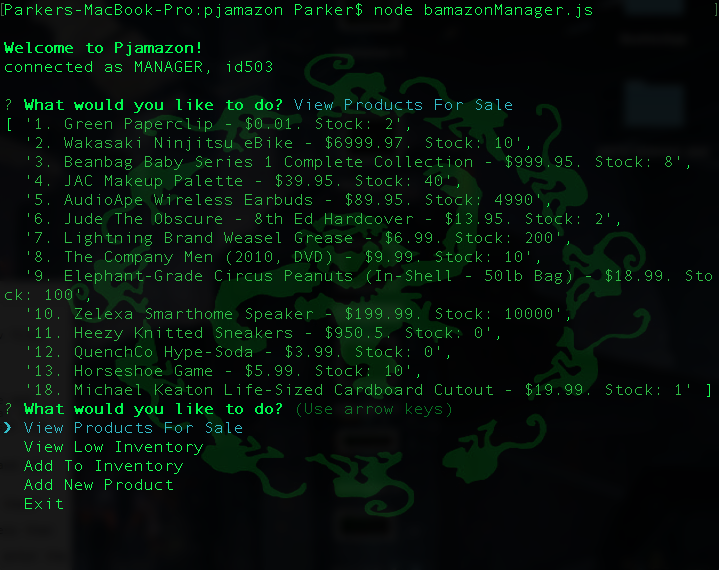 [Parkers-MacBook-Pro:pjamazon Parker$ node bamazonManager.js ]
Welcome to Pjamazon!
connected as MANAGER, id503
? What would you like to do? View Products For Sale
[ '1. Green Paperclip - $0.01. Stock: 2',
'2. Wakasaki Ninjitsu eBike - $6999.97. Stock: 10',
'3. Beanbag Baby Series 1 Complete Collection - $999.95. Stock: 8',
'4. JAC Makeup Palette - $39.95. Stock: 40',
'5. AudioApe Wireless Earbuds - $89.95. Stock: 4990',
'6. Jude The Obscure - 8th Ed Hardcover - $13.95. Stock: 2',
'7. Lightning Brand Weasel Grease - $6.99. Stock: 200',
'8. The Company Men (2010, DVD) - $9.99. Stock: 10',
'9. Elephant-Grade Circus Peanuts (In-Shell - 50lb Bag) - $18.99. Sto
ck: 100',
'10. Zelexa Smarthome Speaker - $199.99. Stock: 10000',
'11. Heezy Knitted Sneakers - $950.5. Stock: 0',
'12. QuenchCo Hype-Soda - $3.99. Stock: 0',
'13. Horseshoe Game - $5.99. Stock: 10',
'18. Michael Keaton Life-Sized Cardboard Cutout - $19.99. Stock: 1' ]
? What would you like to do? (Use arrow keys)
❯ View Products For Sale
View Low Inventory
Add To Inventory
Add New Product
Exit